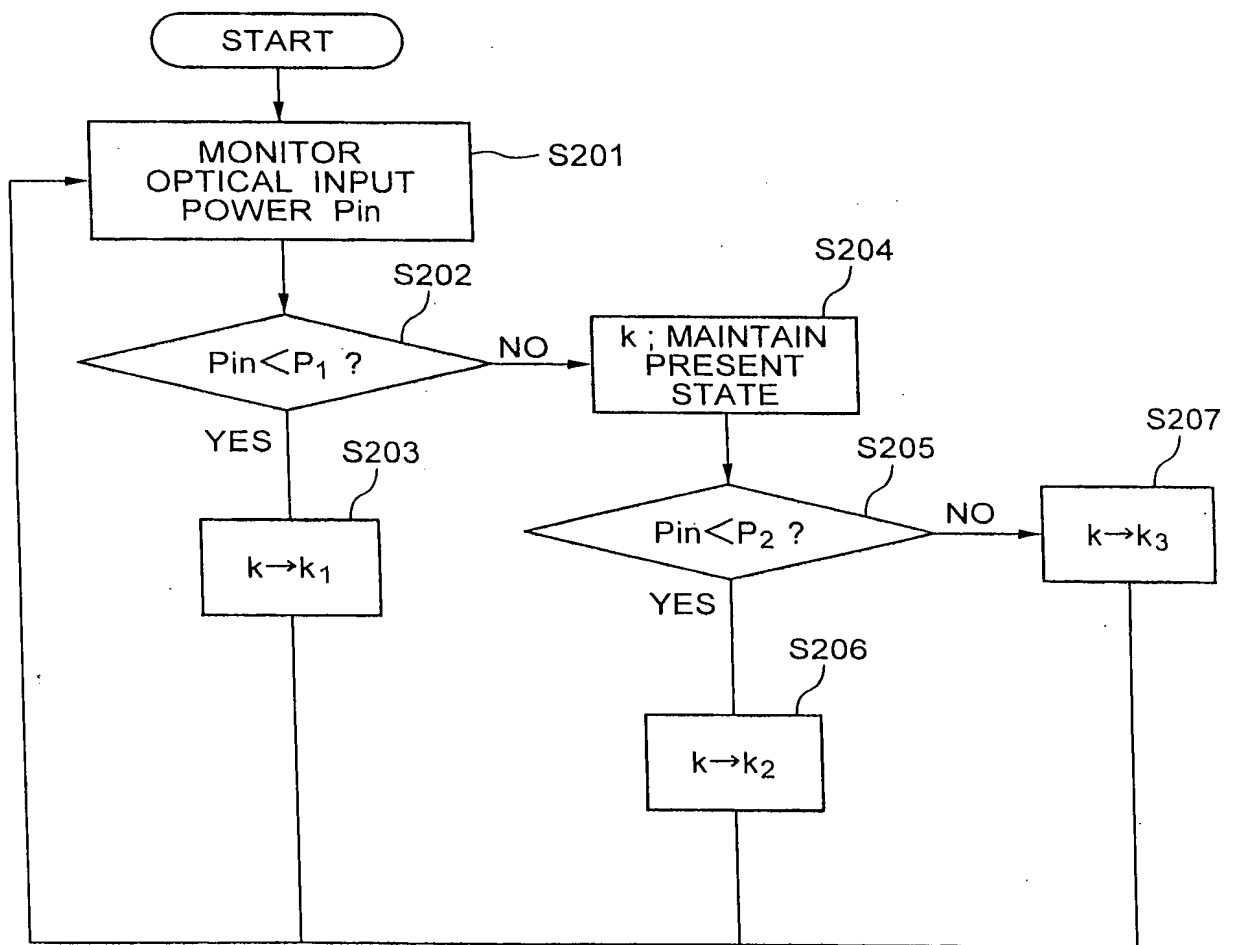 START
MONITOR
OPTICAL INPUT
POWER Pin
S201
S202
Pin<P₁ ?
NO
YES
S203
k→k₁
S204
k ; MAINTAIN
PRESENT
STATE
S205
Pin<P₂ ?
NO
YES
S206
k→k₂
S207
k→k₃